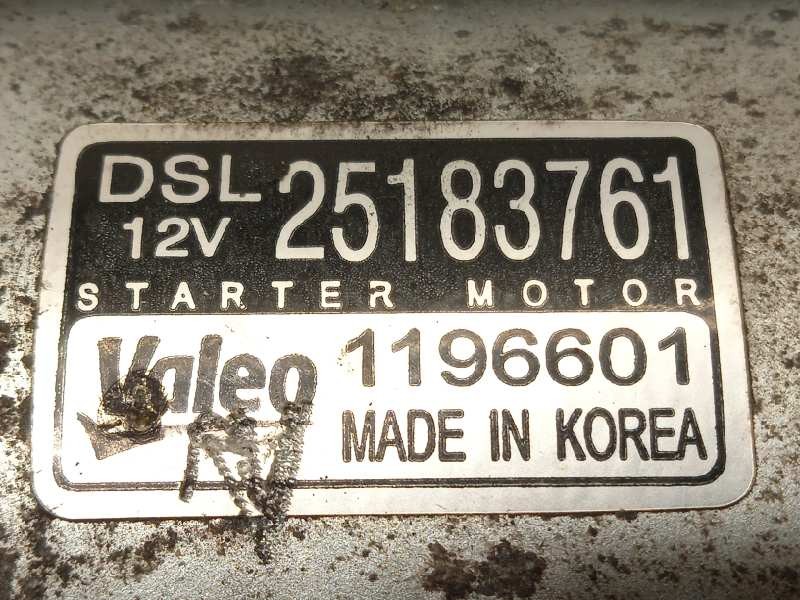 DSL 25183761
12V
STARTER MOTOR
Valeo 1196601
MADE IN KOREA